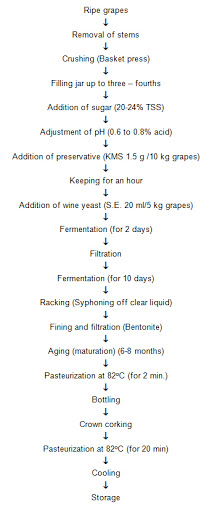 Ripe grapes
Removal of stems
Crushing (Basket press)
Filling jar up to three – fourths
Addition of sugar (20-24% TSS)
Adjustment of pH (0.6 to 0.8% acid)
Addition of preservative (KMS 1.5 g /10 kg grapes)
Keeping for an hour
Addition of wine yeast (S.E. 20 ml/5 kg grapes)
Fermentation (for 2 days)
Filtration
Fermentation (for 10 days)
Racking (Syphoning off clear liquid)
Fining and filtration (Bentonite)
Aging (maturation) (6-8 months)
Pasteurization at 82ºC (for 2 min.)
Bottling
Crown corking
Pasteurization at 82ºC (for 20 min)
Cooling
Storage